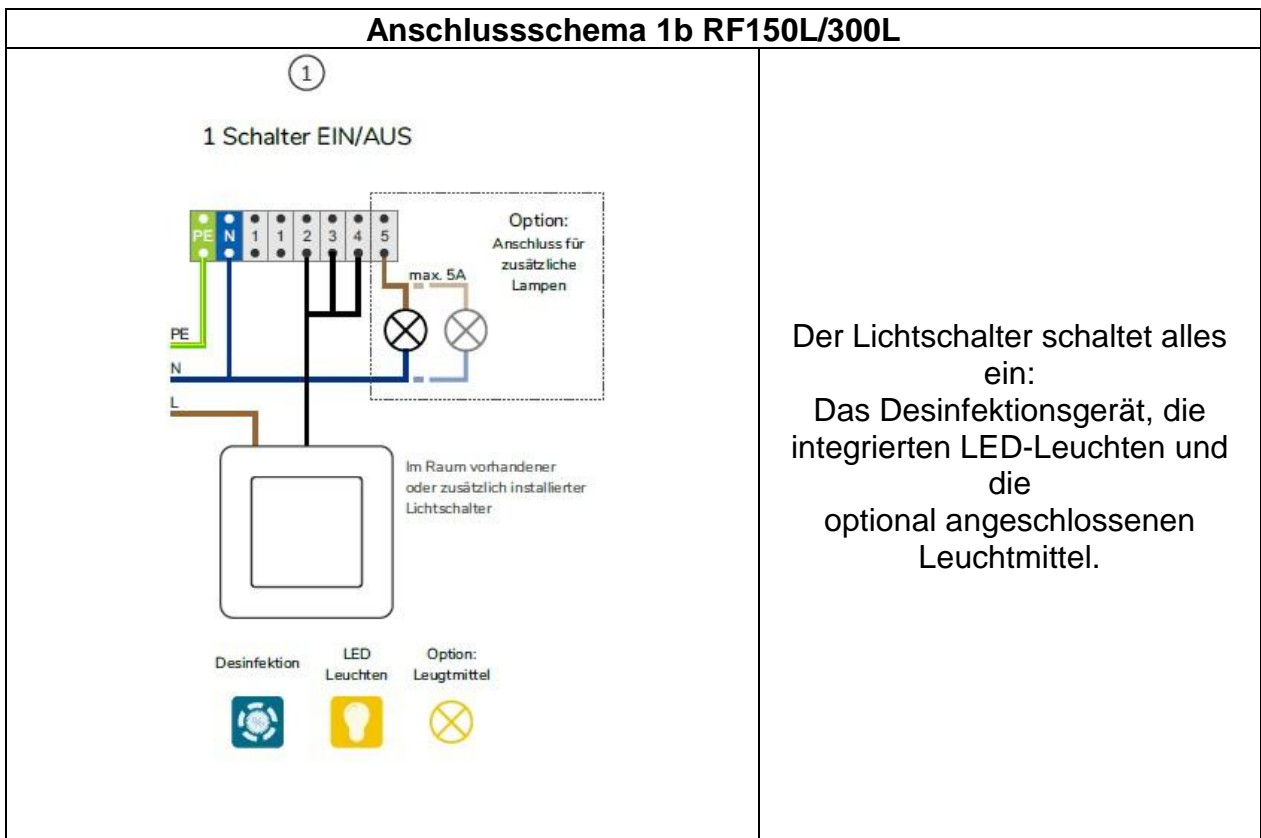 Anschlussschema 1b RF150L/300L
1
1 Schalter EIN/AUS
PE N 1 1 2 3 4 5
Option:
Anschluss für
zusätzliche
Lampen
max. 5A
PE
N
L
Im Raum vorhandener
oder zusätzlich installierter
Lichtschalter
Desinfektion
LED
Leuchten
Option:
Leugtmittel
%
Der Lichtschalter schaltet alles
ein:
Das Desinfektionsgerät, die
integrierten LED-Leuchten und
die
optional angeschlossenen
Leuchtmittel.